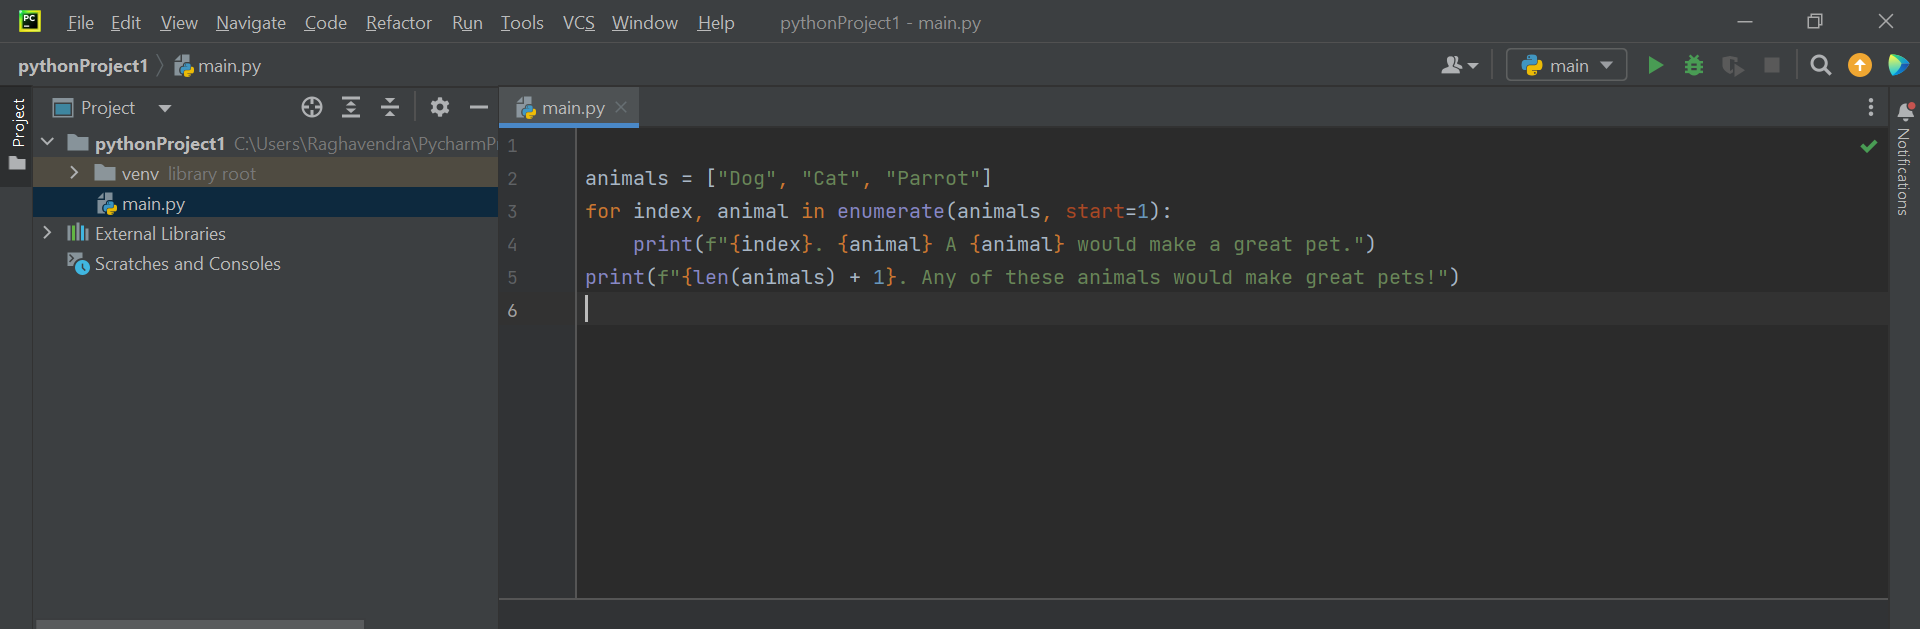 PC
File Edit View Navigate Code Refactor Run Tools VCS Window Help pythonProject1 - main.py
pythonProject1 main.py
main
Project
Project
main.py
pythonProject1 C:\Users\Raghavendra\PycharmP
venv library root
main.py
External Libraries
Scratches and Consoles
1
2 animals = ["Dog", "Cat", "Parrot"]
3 for index, animal in enumerate(animals, start=1):
4     print(f"{index}. {animal} A {animal} would make a great pet.")
5 print(f"{len(animals) + 1}. Any of these animals would make great pets!")
6
Notifications